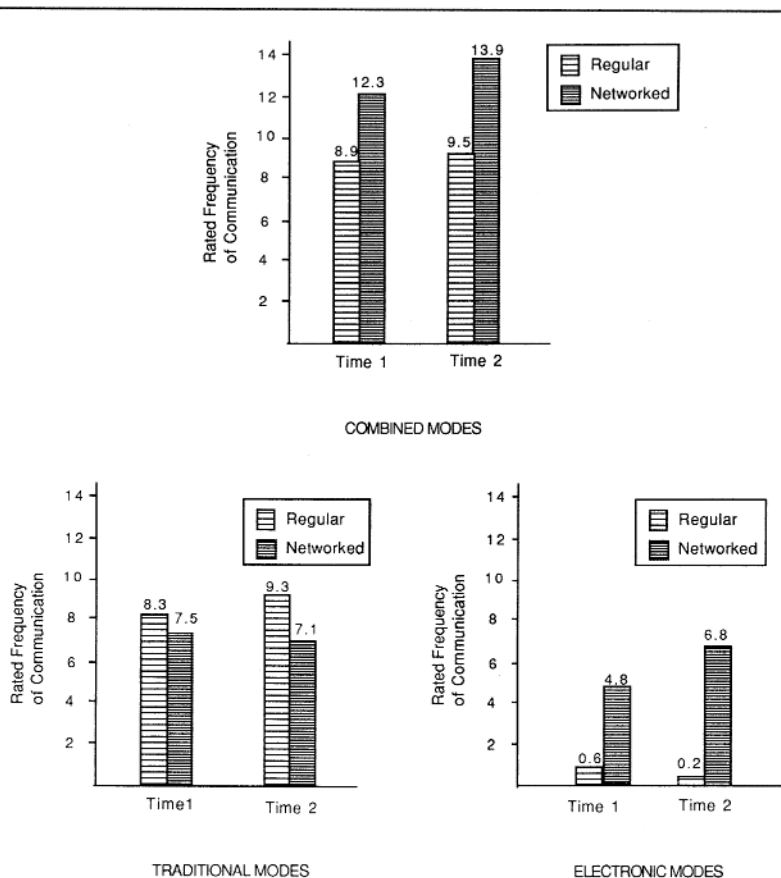 14
12
10
8
6
4
2
Rated Frequency
of Communication
8.9
12.3
9.5
13.9
Regular
Networked
Time 1
Time 2
COMBINED MODES
14
12
10
8
6
4
2
Rated Frequency
of Communication
8.3
7.5
9.3
7.1
Regular
Networked
Time1
Time 2
TRADITIONAL MODES
14
12
10
8
6
4
2
Rated Frequency
of Communication
0.6
4.8
0.2
6.8
Regular
Networked
Time 1
Time 2
ELECTRONIC MODES